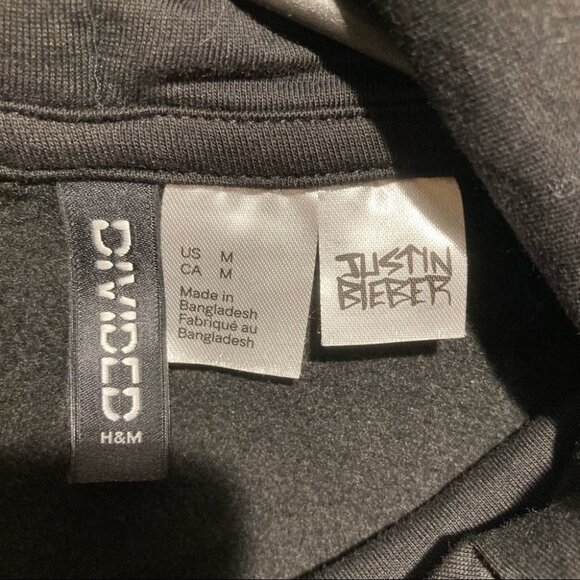 DIVIDED
H&M
US M
CA M
Made in
Bangladesh
Fabriqué au
Bangladesh
JUSTIN
BIEBER